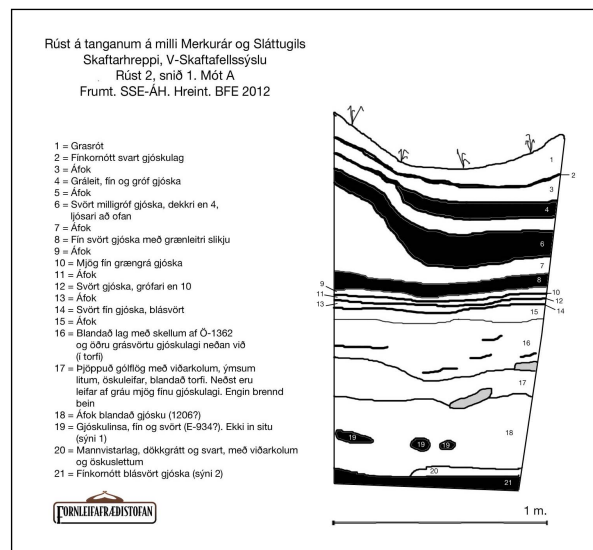 Rúst á tanganum á milli Merkurár og Sláttugils
Skaftarhreppi, V-Skaftafellssýslu
Rúst 2, snið 1. Mót A
Frumt. SSE-ÁH. Hreint. BFE 2012
1 = Grasrót
2 = Fínkornótt svart gjóskulag
3 = Áfok
4 = Gráleit, fín og gróf gjóska
5 = Áfok
6 = Svört milligróf gjóska, dekkri en 4,
ljósari að ofan
7 = Áfok
8 = Fín svört gjóska með grænleitri slikju
9 = Áfok
10 = Mjög fín grængrá gjóska
11 = Áfok
12 = Svört gjóska, grófari en 10
13 = Áfok
14 = Svört fín gjóska, blásvört
15 = Áfok
16 = Blandað lag með skellum af Ö-1362
og öðru grásvörtu gjóskulagi neðan við
(í torfi)
17 = Þjöppuð gólflög með viðarkolum, ýmsum
litum, öskuleifar, blandað torfi. Neðst eru
leifar af gráu mjög fínu gjóskulagi. Engin brennd
bein
18 = Áfok blandað gjósku (1206?)
19 = Gjóskulinsa, fín og svört (E-934?). Ekki in situ
(sýni 1)
20 = Mannvistarlag, dökkgrátt og svart, með viðarkolum
og öskuslettum
21 = Fínkornótt blásvört gjóska (sýni 2)
FORNLEIFAFRÆÐISTOFAN
1
2
3
4
6
7
8
9
10
11
12
13
14
15
16
17
18
19
19
19
20
21
1 m.